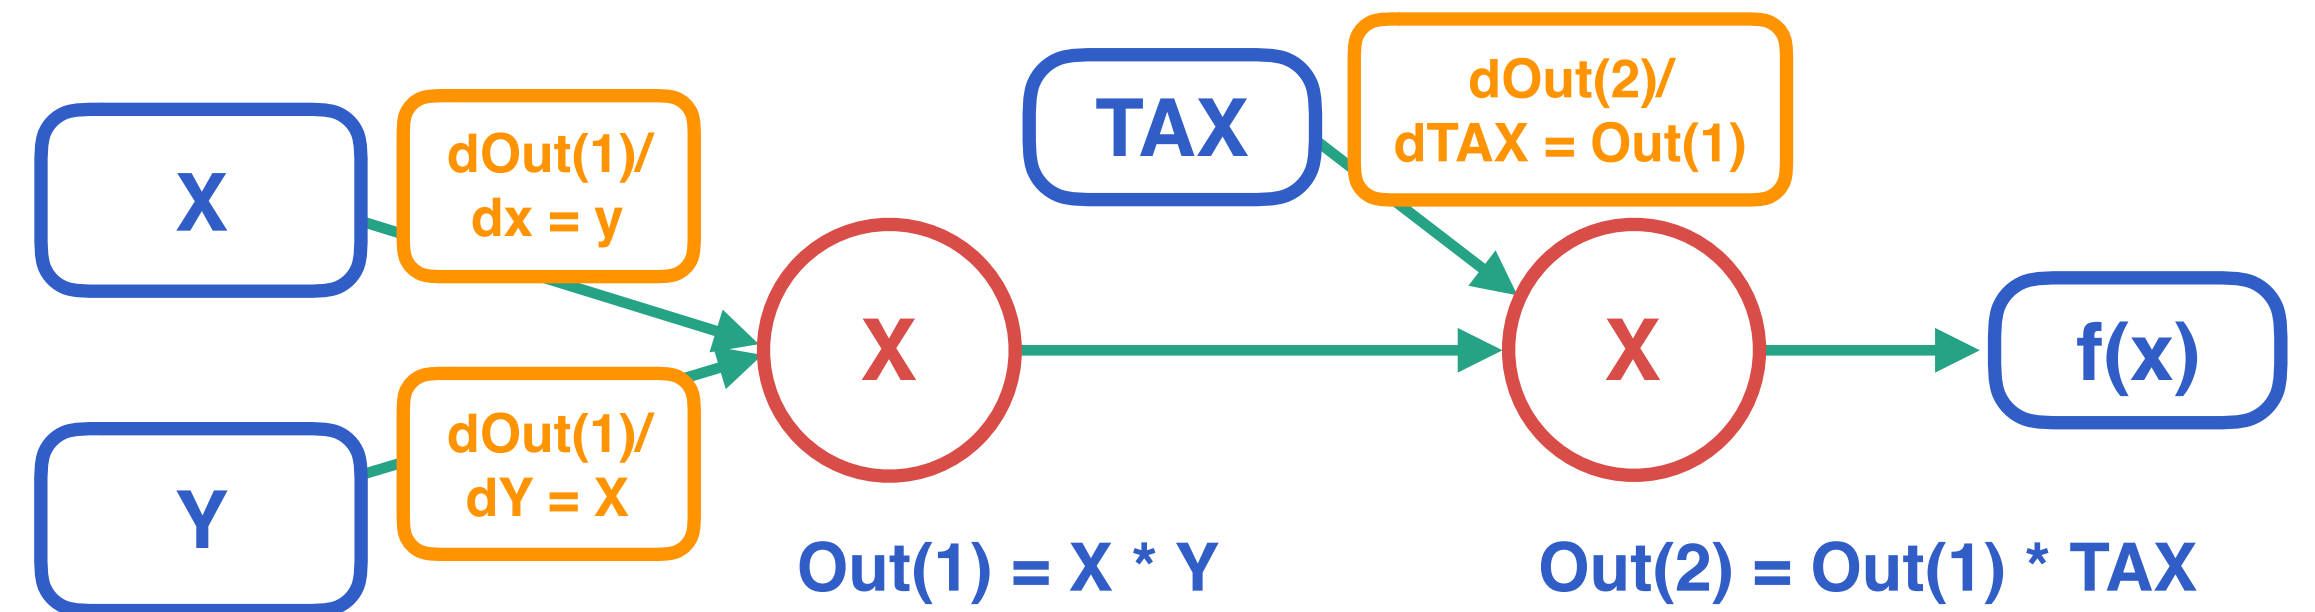 X
dOut(1)/
dx = y
Y
dOut(1)/
dY = X
X
Out(1) = X * Y
TAX
dOut(2)/
dTAX = Out(1)
X
Out(2) = Out(1) * TAX
f(x)